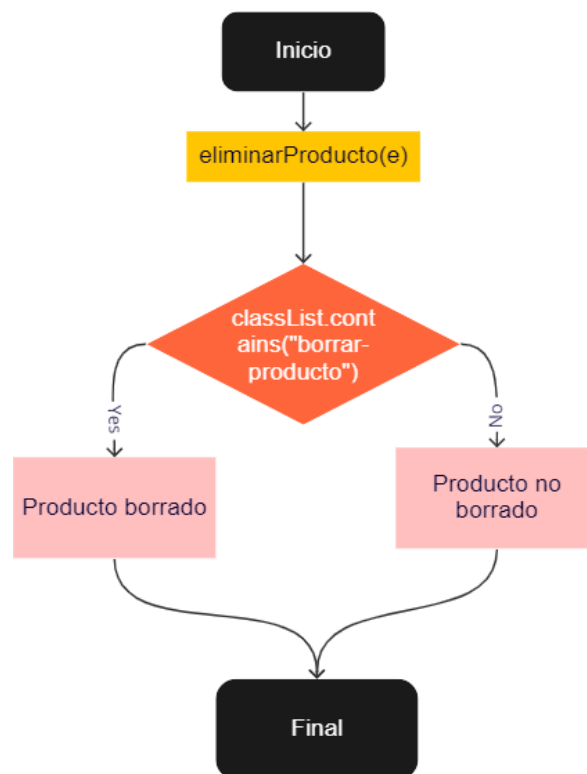 Inicio
eliminarProducto(e)
classList.cont
ains("borrar-
producto")
Yes
No
Producto borrado
Producto no
borrado
Final